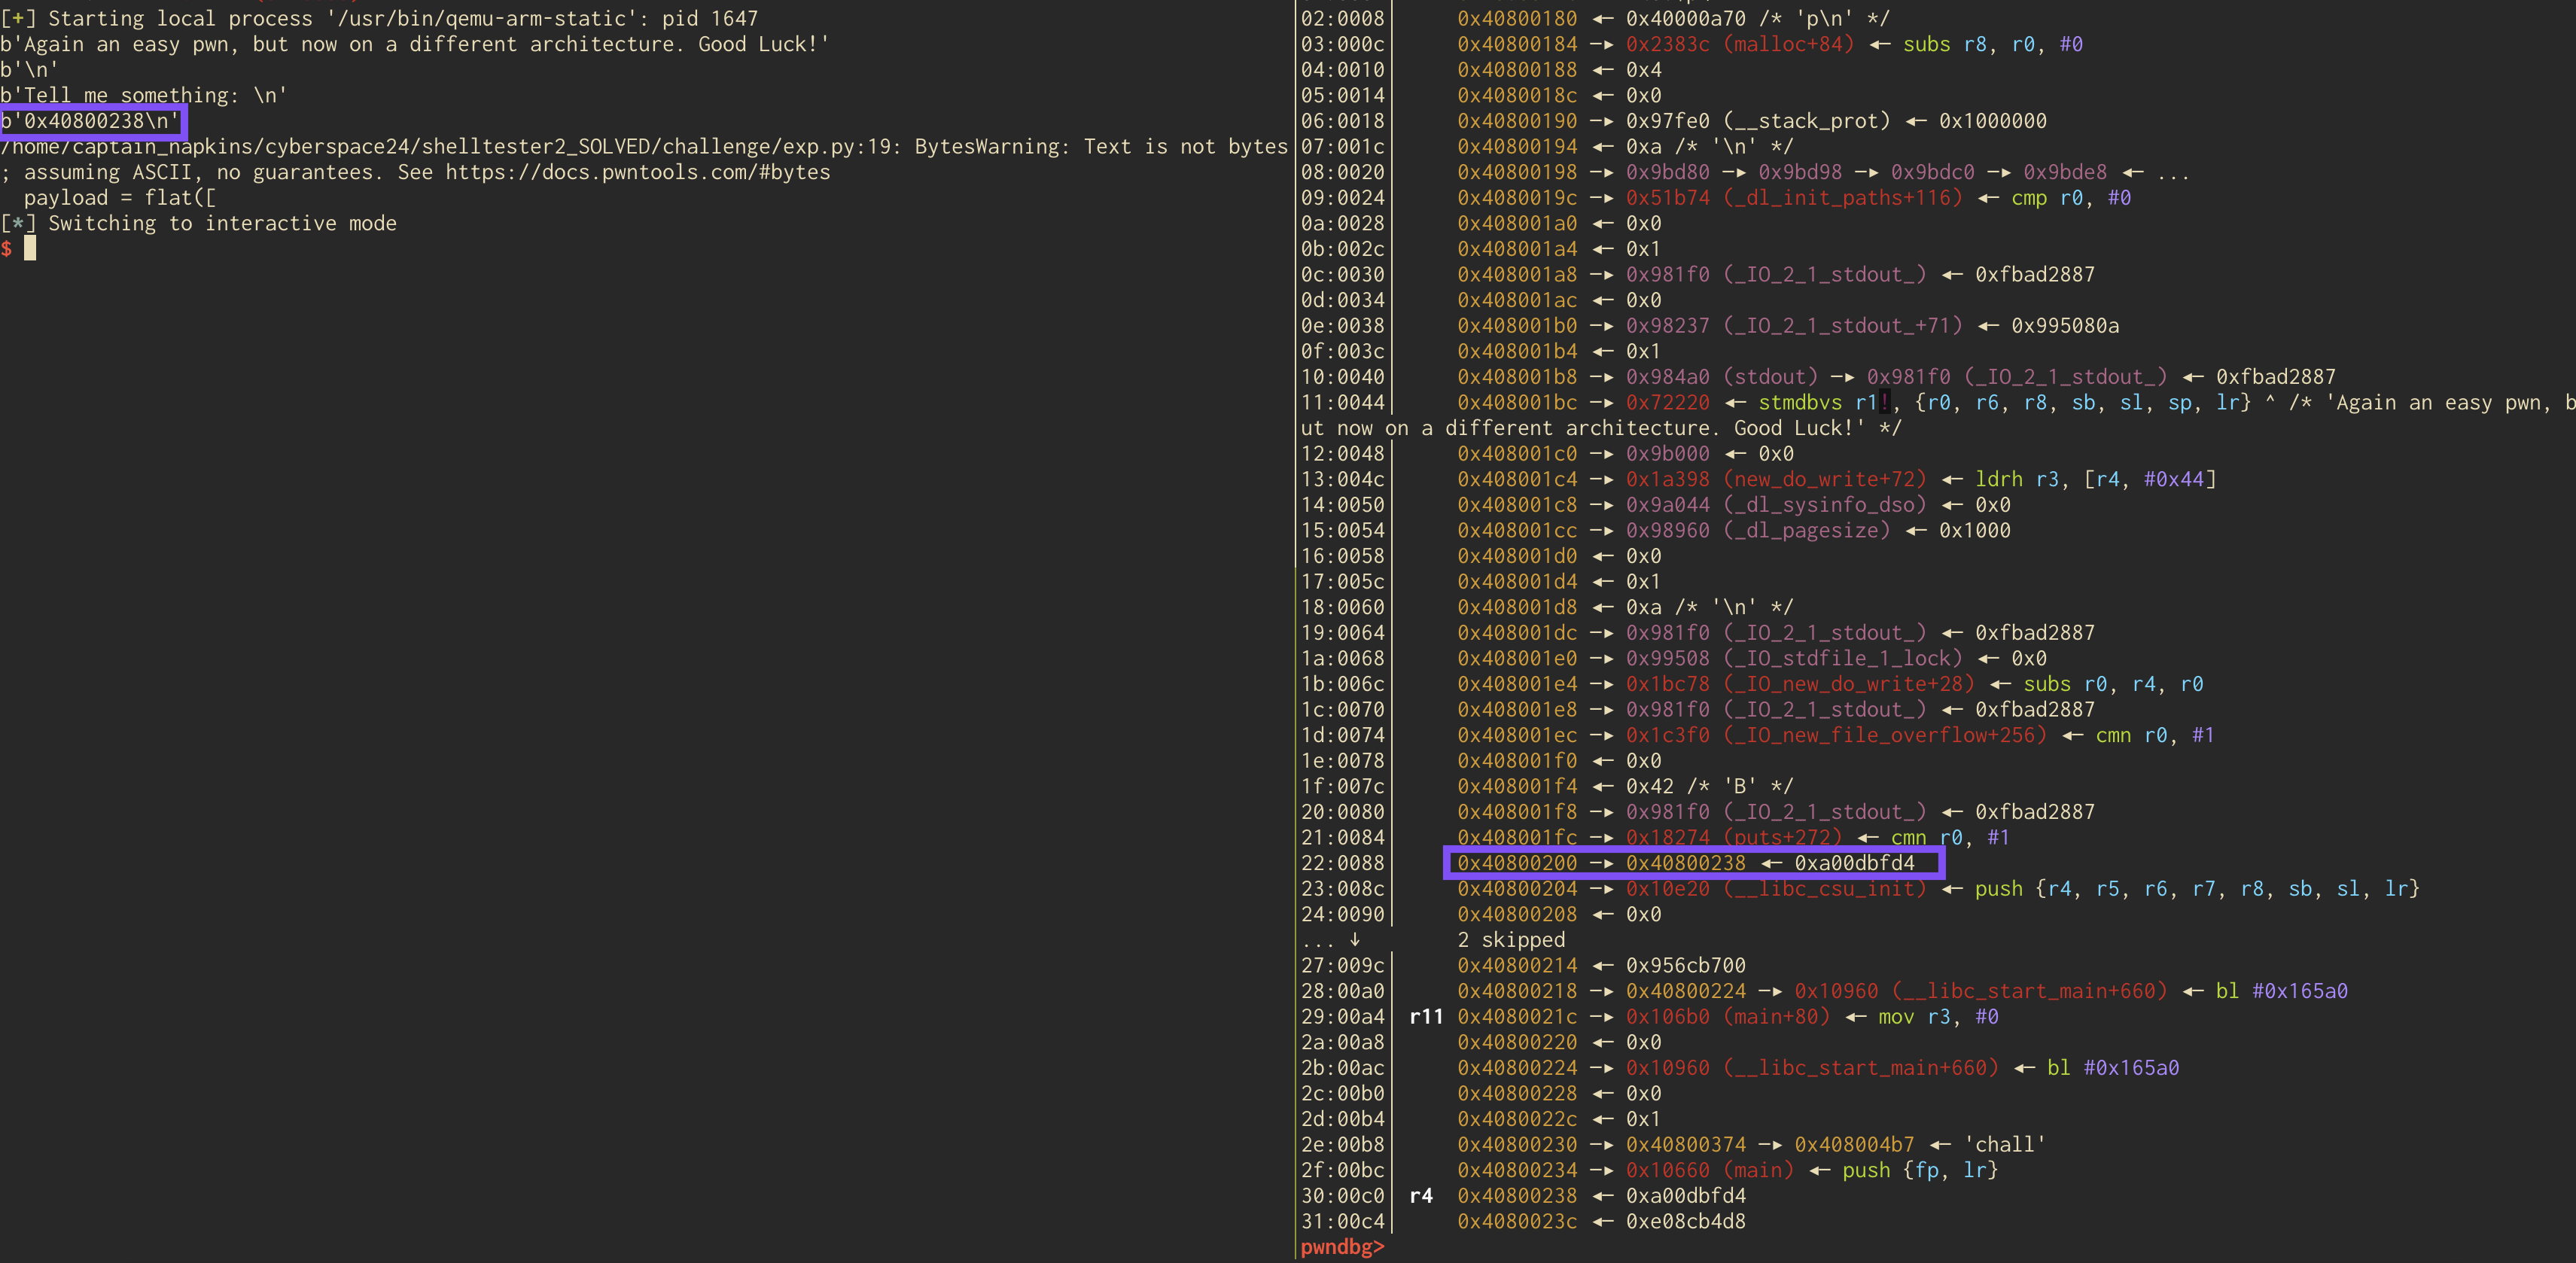 [+] Starting local process '/usr/bin/qemu-arm-static': pid 1647
b'Again an easy pwn, but now on a different architecture. Good Luck!'
b'\n'
b'Tell me something: \n'
b'0x40800238\n'
/home/captain_napkins/cyberspace24/shelltester2_SOLVED/challenge/exp.py:19: BytesWarning: Text is not bytes
; assuming ASCII, no guarantees. See https://docs.pwntools.com/#bytes
  payload = flat([
[*] Switching to interactive mode
$
02:0008│ 0x40800180 ◂— 0x40000a70 /* 'p\n' */
03:000c│ 0x40800184 —▸ 0x2383c (malloc+84) ◂— subs r8, r0, #0
04:0010│ 0x40800188 ◂— 0x4
05:0014│ 0x4080018c ◂— 0x0
06:0018│ 0x40800190 —▸ 0x97fe0 (__stack_prot) ◂— 0x1000000
07:001c│ 0x40800194 ◂— 0xa /* '\n' */
08:0020│ 0x40800198 —▸ 0x9bd80 —▸ 0x9bd98 —▸ 0x9bdc0 —▸ 0x9bde8 ◂— ...
09:0024│ 0x4080019c —▸ 0x51b74 (_dl_init_paths+116) ◂— cmp r0, #0
0a:0028│ 0x408001a0 ◂— 0x0
0b:002c│ 0x408001a4 ◂— 0x1
0c:0030│ 0x408001a8 —▸ 0x981f0 (_IO_2_1_stdout_) ◂— 0xfbad2887
0d:0034│ 0x408001ac ◂— 0x0
0e:0038│ 0x408001b0 —▸ 0x98237 (_IO_2_1_stdout_+71) ◂— 0x995080a
0f:003c│ 0x408001b4 ◂— 0x1
10:0040│ 0x408001b8 —▸ 0x984a0 (stdout) —▸ 0x981f0 (_IO_2_1_stdout_) ◂— 0xfbad2887
11:0044│ 0x408001bc —▸ 0x72220 ◂— stmdbvs r1!, {r0, r6, r8, sb, sl, sp, lr} ^ /* 'Again an easy pwn, b
ut now on a different architecture. Good Luck!' */
12:0048│ 0x408001c0 —▸ 0x9b000 ◂— 0x0
13:004c│ 0x408001c4 —▸ 0x1a398 (new_do_write+72) ◂— ldrh r3, [r4, #0x44]
14:0050│ 0x408001c8 —▸ 0x9a044 (_dl_sysinfo_dso) ◂— 0x0
15:0054│ 0x408001cc —▸ 0x98960 (_dl_pagesize) ◂— 0x1000
16:0058│ 0x408001d0 ◂— 0x0
17:005c│ 0x408001d4 ◂— 0x1
18:0060│ 0x408001d8 ◂— 0xa /* '\n' */
19:0064│ 0x408001dc —▸ 0x981f0 (_IO_2_1_stdout_) ◂— 0xfbad2887
1a:0068│ 0x408001e0 —▸ 0x99508 (_IO_stdfile_1_lock) ◂— 0x0
1b:006c│ 0x408001e4 —▸ 0x1bc78 (_IO_new_do_write+28) ◂— subs r0, r4, r0
1c:0070│ 0x408001e8 —▸ 0x981f0 (_IO_2_1_stdout_) ◂— 0xfbad2887
1d:0074│ 0x408001ec —▸ 0x1c3f0 (_IO_new_file_overflow+256) ◂— cmn r0, #1
1e:0078│ 0x408001f0 ◂— 0x0
1f:007c│ 0x408001f4 ◂— 0x42 /* 'B' */
20:0080│ 0x408001f8 —▸ 0x981f0 (_IO_2_1_stdout_) ◂— 0xfbad2887
21:0084│ 0x408001fc —▸ 0x18274 (puts+272) ◂— cmn r0, #1
22:0088│ 0x40800200 —▸ 0x40800238 ◂— 0xa00dbfd4
23:008c│ 0x40800204 —▸ 0x10e20 (__libc_csu_init) ◂— push {r4, r5, r6, r7, r8, sb, sl, lr}
24:0090│ 0x40800208 ◂— 0x0
... ↓ 2 skipped
27:009c│ 0x40800214 ◂— 0x956cb700
28:00a0│ 0x40800218 —▸ 0x40800224 —▸ 0x10960 (__libc_start_main+660) ◂— bl #0x165a0
29:00a4│ r11 0x4080021c —▸ 0x106b0 (main+80) ◂— mov r3, #0
2a:00a8│ 0x40800220 ◂— 0x0
2b:00ac│ 0x40800224 —▸ 0x10960 (__libc_start_main+660) ◂— bl #0x165a0
2c:00b0│ 0x40800228 ◂— 0x0
2d:00b4│ 0x4080022c ◂— 0x1
2e:00b8│ 0x40800230 —▸ 0x40800374 —▸ 0x408004b7 ◂— 'chall'
2f:00bc│ 0x40800234 —▸ 0x10660 (main) ◂— push {fp, lr}
30:00c0│ r4 0x40800238 ◂— 0xa00dbfd4
31:00c4│ 0x4080023c ◂— 0xe08cb4d8
pwndbg>